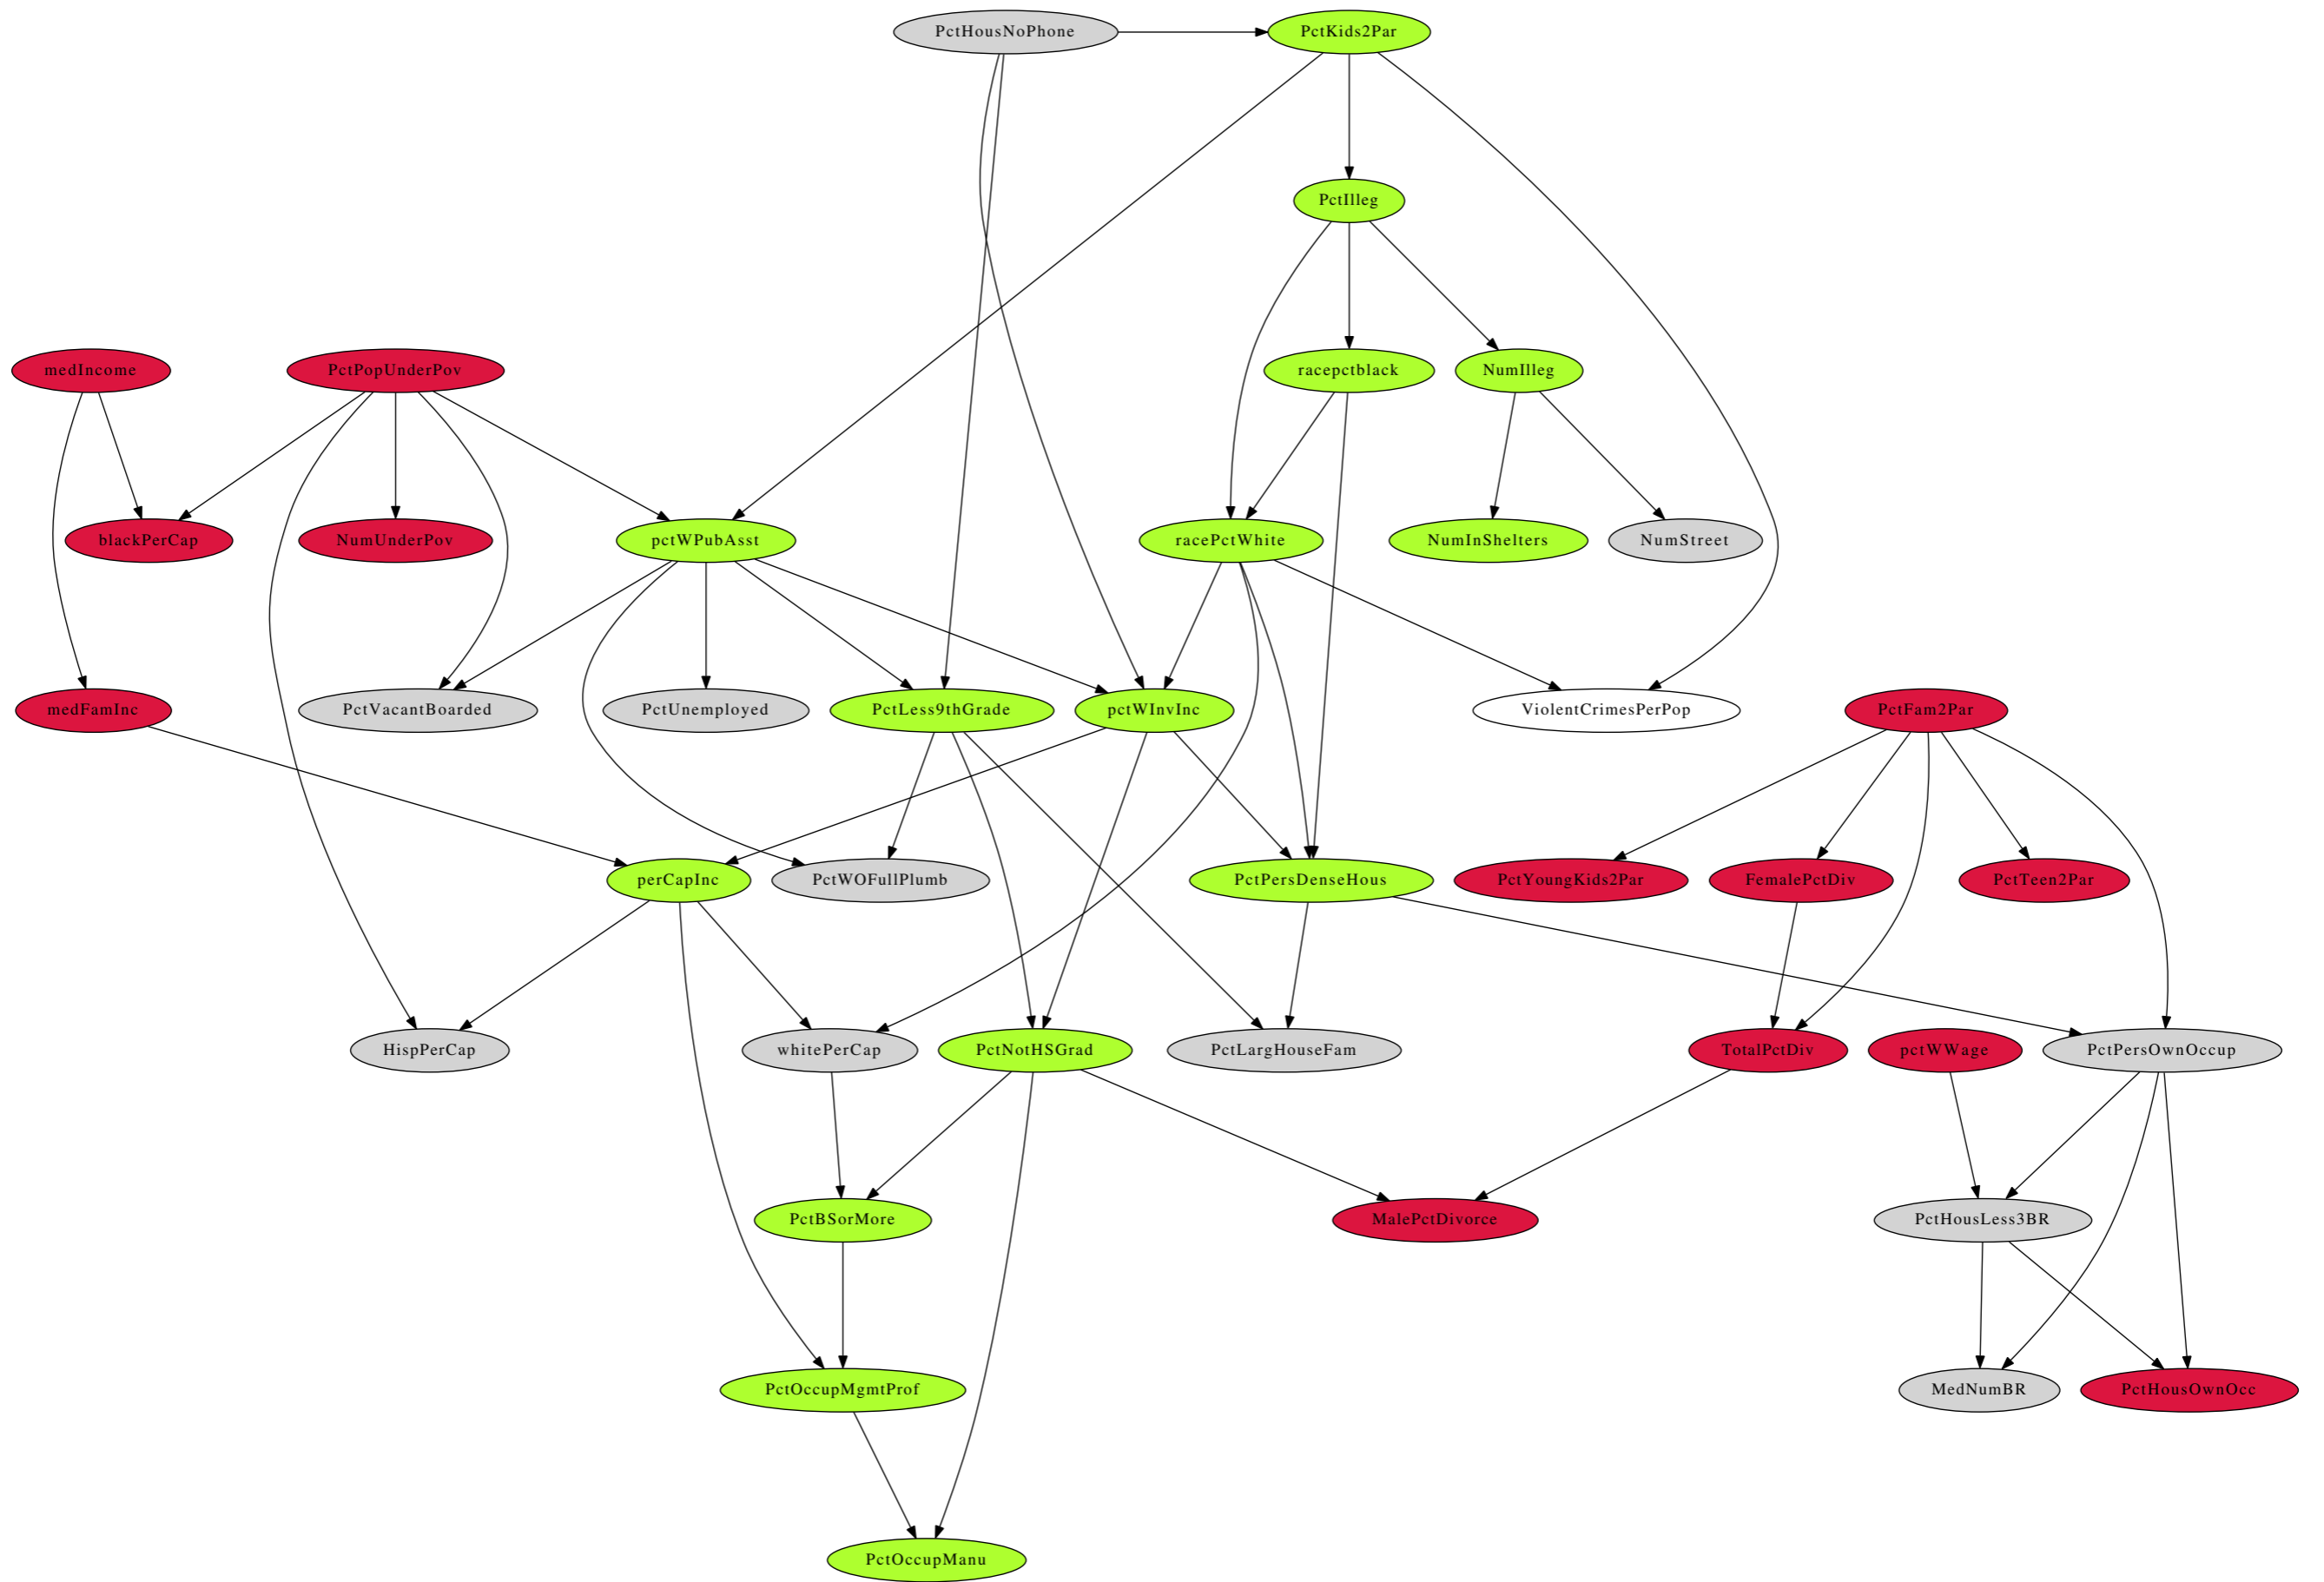 PctHousNoPhone
PctKids2Par
PctIlleg
medIncome
PctPopUnderPov
racepctblack
NumIlleg
blackPerCap
NumUnderPov
pctWPubAsst
racePctWhite
NumInShelters
NumStreet
medFamInc
PctVacantBoarded
PctUnemployed
PctLess9thGrade
pctWInvInc
ViolentCrimesPerPop
PctFam2Par
perCapInc
PctWOFullPlumb
PctPersDenseHous
PctYoungKids2Par
FemalePctDiv
PctTeen2Par
HispPerCap
whitePerCap
PctNotHSGrad
PctLargHouseFam
TotalPctDiv
pctWWage
PctPersOwnOccup
PctBSorMore
MalePctDivorce
PctHousLess3BR
PctOccupMgmtProf
MedNumBR
PctHousOwnOcc
PctOccupManu